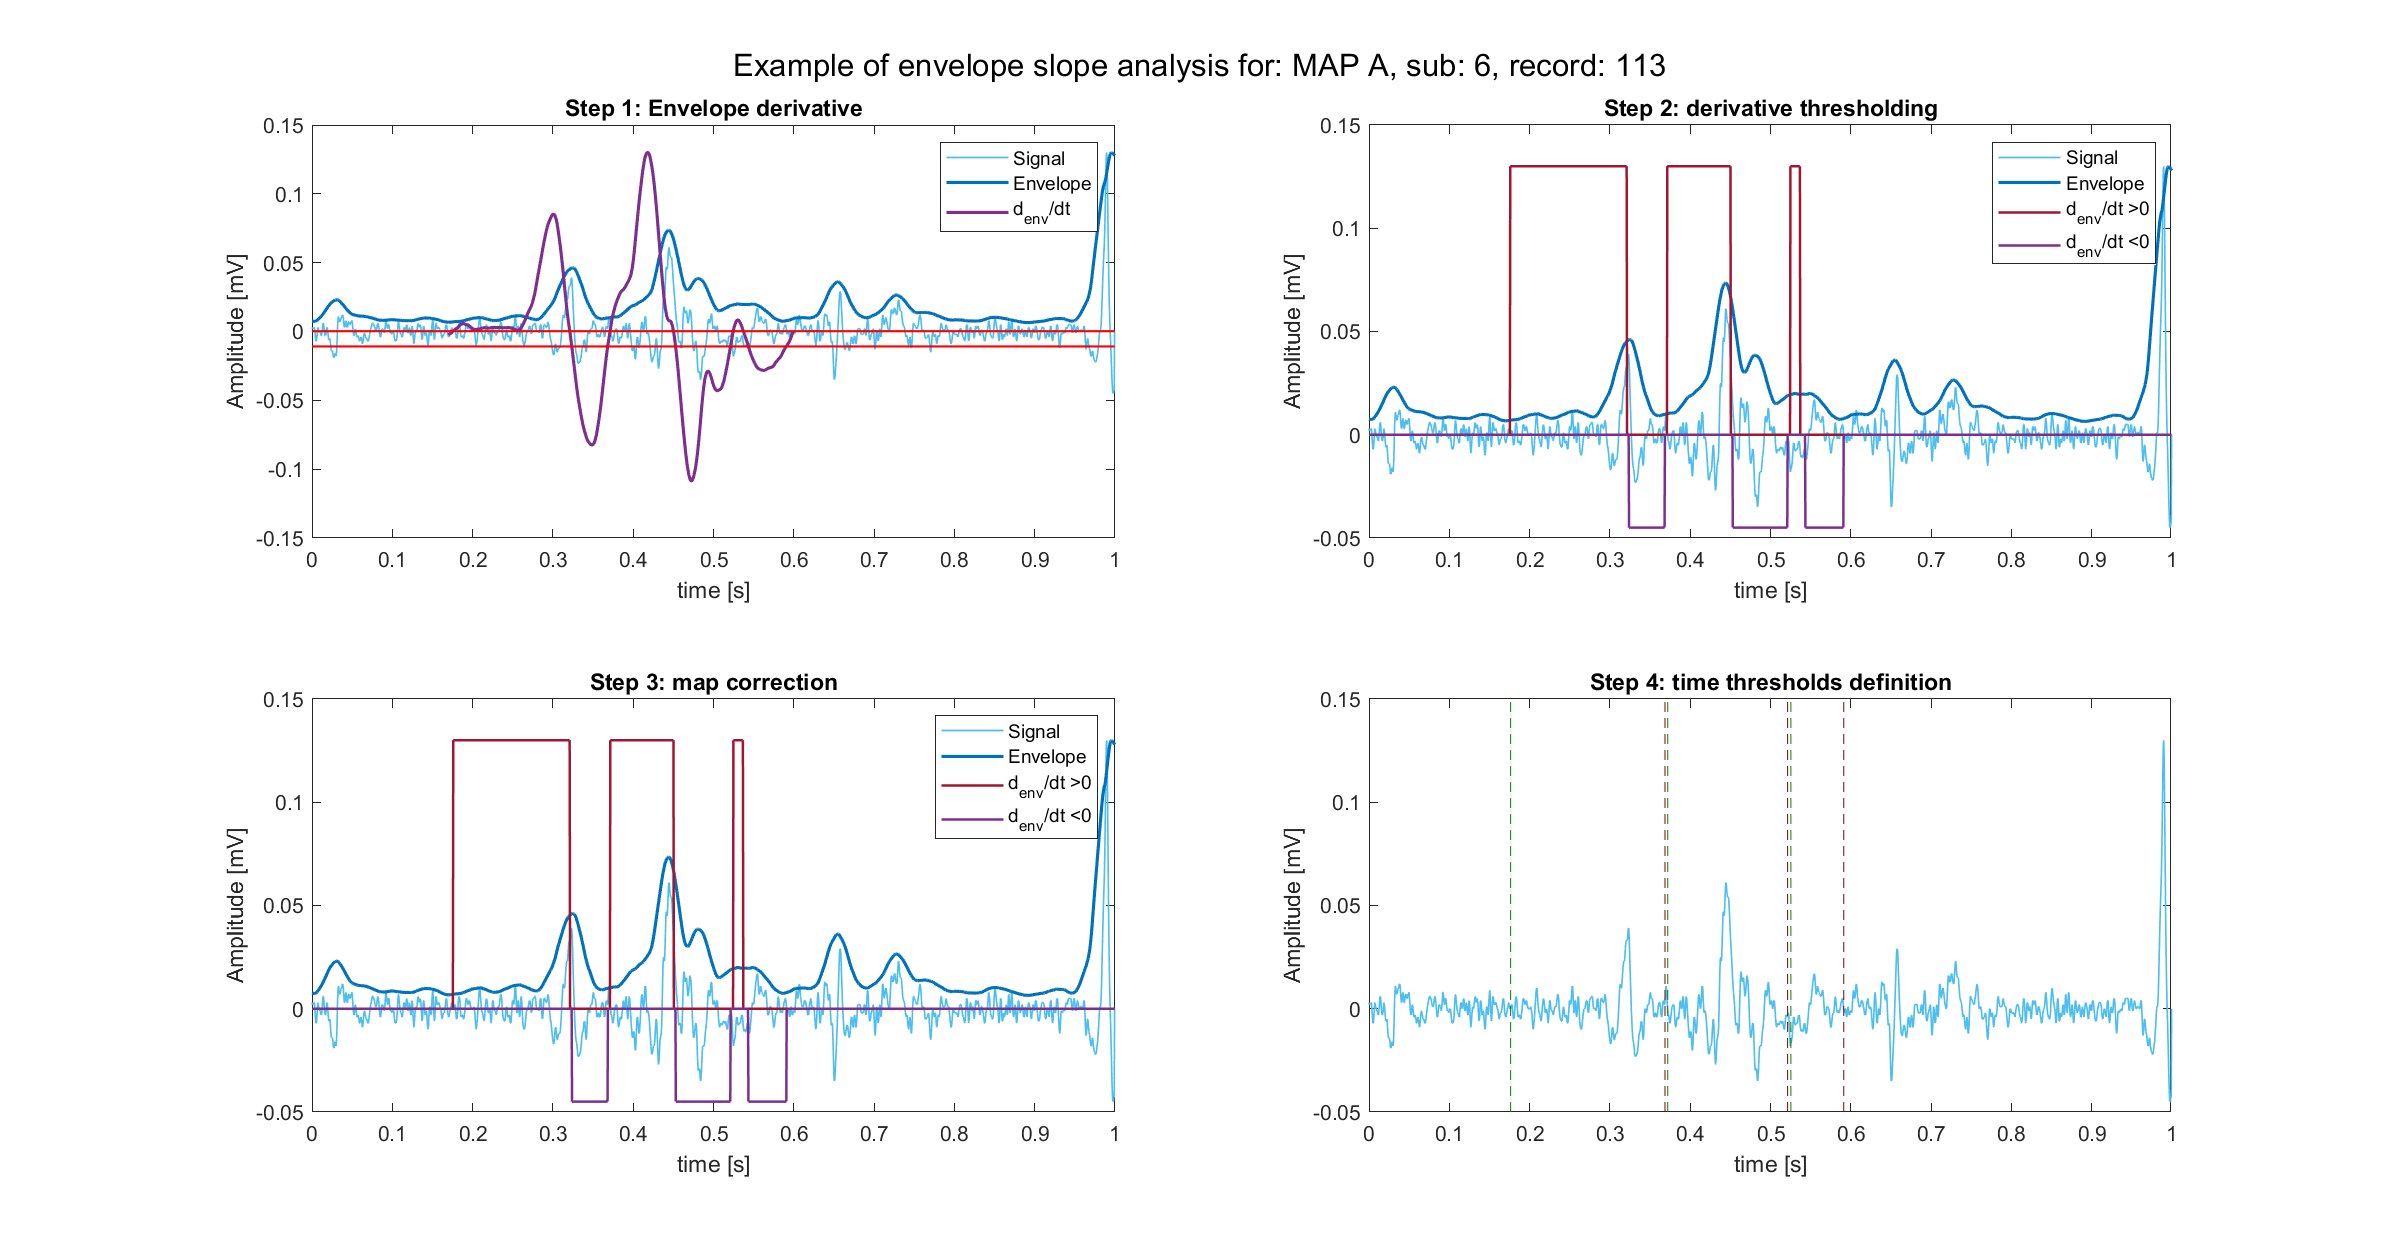 Example of envelope slope analysis for: MAP A, sub: 6, record: 113
Step 1: Envelope derivative
0.15
0.1
0.05
0
-0.05
-0.1
-0.15
Amplitude [mV]
0 0.1 0.2 0.3 0.4 0.5 0.6 0.7 0.8 0.9 1
time [s]
Signal
Envelope
d_env/dt
Step 2: derivative thresholding
0.15
0.1
0.05
0
-0.05
Amplitude [mV]
0 0.1 0.2 0.3 0.4 0.5 0.6 0.7 0.8 0.9 1
time [s]
Signal
Envelope
d_env/dt >0
d_env/dt <0
Step 3: map correction
0.15
0.1
0.05
0
-0.05
Amplitude [mV]
0 0.1 0.2 0.3 0.4 0.5 0.6 0.7 0.8 0.9 1
time [s]
Signal
Envelope
d_env/dt >0
d_env/dt <0
Step 4: time thresholds definition
0.15
0.1
0.05
0
-0.05
Amplitude [mV]
0 0.1 0.2 0.3 0.4 0.5 0.6 0.7 0.8 0.9 1
time [s]